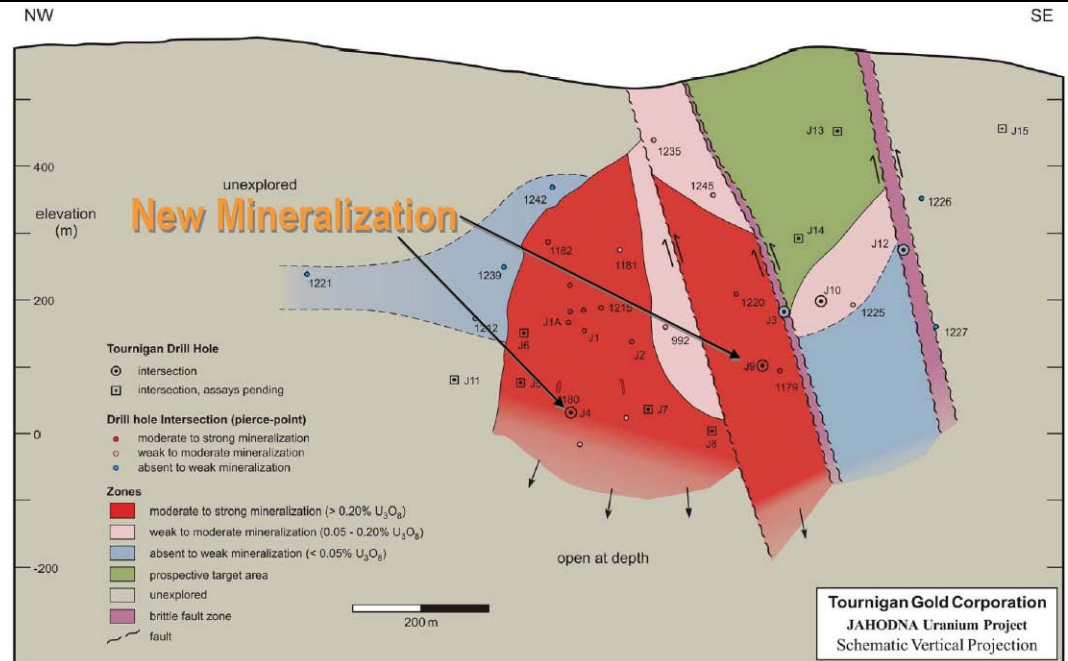 NW
SE
J13
J15
1235
400
unexplored
1242
1245
1226
elevation
(m)
New Mineralization
1182
1181
J14
J12
1221
1239
200
1220
J10
1215
J1A
J3
1225
1212
J6
J1
992
1227
J2
J9
Tournigan Drill Hole
intersection
intersection, assays pending
J11
J5
1179
1180
J4
J7
J8
0
Drill hole Intersection (pierce-point)
moderate to strong mineralization
weak to moderate mineralization
absent to weak mineralization
Zones
moderate to strong mineralization (> 0.20% U₃O₈)
weak to moderate mineralization (0.05 - 0.20% U₃O₈)
absent to weak mineralization (< 0.05% U₃O₈)
prospective target area
unexplored
brittle fault zone
fault
-200
open at depth
200 m
Tournigan Gold Corporation
JAHODNA Uranium Project
Schematic Vertical Projection